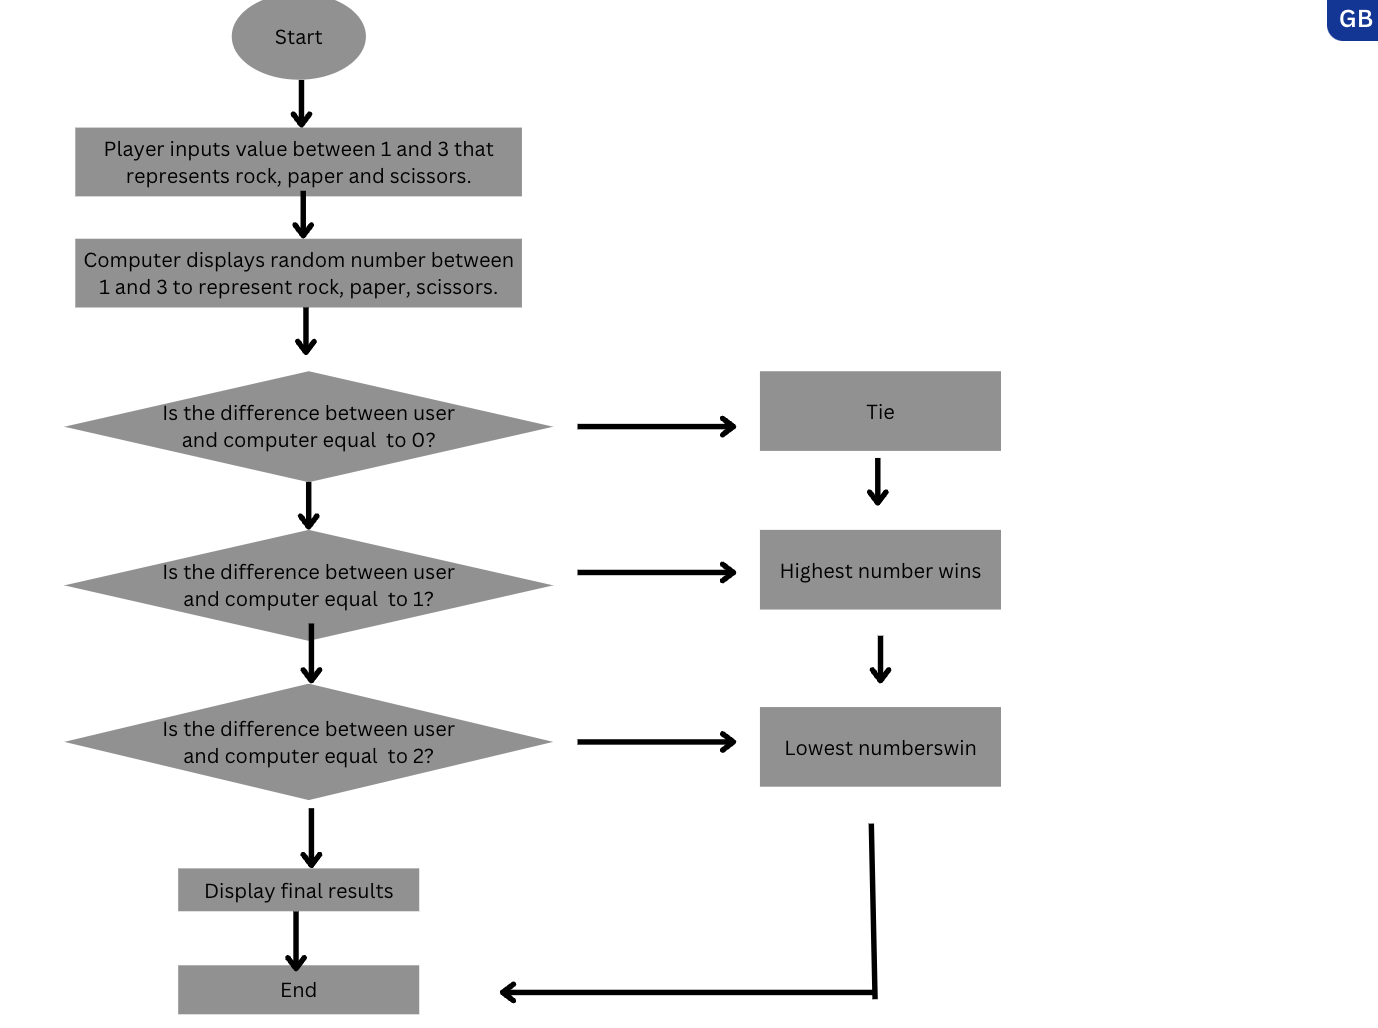 GB
Start
Player inputs value between 1 and 3 that
represents rock, paper and scissors.
Computer displays random number between
1 and 3 to represent rock, paper, scissors.
Is the difference between user
and computer equal  to 0?
Tie
Is the difference between user
and computer equal  to 1?
Highest number wins
Is the difference between user
and computer equal  to 2?
Lowest numberswin
Display final results
End